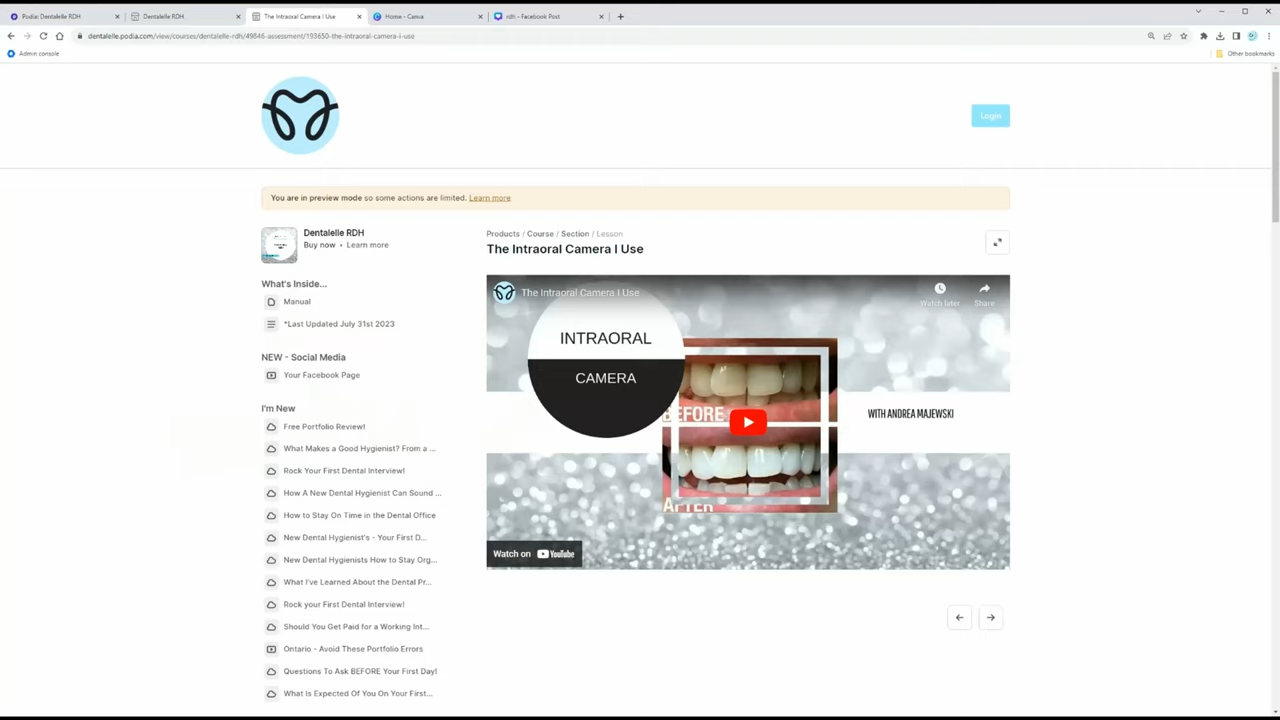 Podia: Dentalelle RDH
Dentalelle RDH
The Intraoral Camera I Use
Home - Canva
rdh - Facebook Post
dentalelle.podia.com/view/courses/dentalelle-rdh/49846-assessment/193650-the-intraoral-camera-i-use
Admin console
Other bookmarks
Login
You are in preview mode so some actions are limited. Learn more
Dentalelle RDH
Buy now • Learn more
What's Inside...
Manual
*Last Updated July 31st 2023
NEW - Social Media
Your Facebook Page
I'm New
Free Portfolio Review!
What Makes a Good Hygienist? From a ...
Rock Your First Dental Interview!
How A New Dental Hygienist Can Sound ...
How to Stay On Time in the Dental Office
New Dental Hygienist's - Your First D...
New Dental Hygienists How to Stay Org...
What I've Learned About the Dental Pr...
Rock your First Dental Interview!
Should You Get Paid for a Working Int...
Ontario - Avoid These Portfolio Errors
Questions To Ask BEFORE Your First Day!
What Is Expected Of You On Your First...
Products / Course / Section / Lesson
The Intraoral Camera I Use
The Intraoral Camera I Use
Watch later
Share
INTRAORAL
CAMERA
BEFORE
WITH ANDREA MAJEWSKI
AFTER
Watch on YouTube